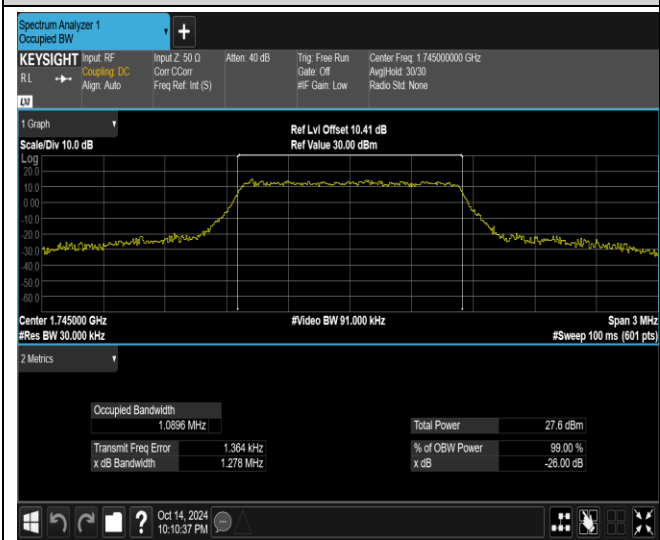 Spectrum Analyzer 1
Occupied BW
+
KEYSIGHT Input: RF Input Z: 50 Ω Atten: 40 dB Trig: Free Run Center Freq: 1.745000000 GHz
RL Coupling: DC Corr CCorr Gate: Off Avg|Hold: 30/30
Align: Auto Freq Ref: Int (S) #IF Gain: Low Radio Std: None
LXI
1 Graph
Ref Lvl Offset 10.41 dB
Scale/Div 10.0 dB Ref Value 30.00 dBm
Log
20.0
10.0
0.00
-10.0
-20.0
-30.0
-40.0
-50.0
-60.0
Center 1.745000 GHz #Video BW 91.000 kHz Span 3 MHz
#Res BW 30.000 kHz #Sweep 100 ms (601 pts)
2 Metrics
Occupied Bandwidth
1.0896 MHz Total Power 27.6 dBm
Transmit Freq Error 1.364 kHz % of OBW Power 99.00 %
x dB Bandwidth 1.278 MHz x dB -26.00 dB
? Oct 14, 2024
10:10:37 PM